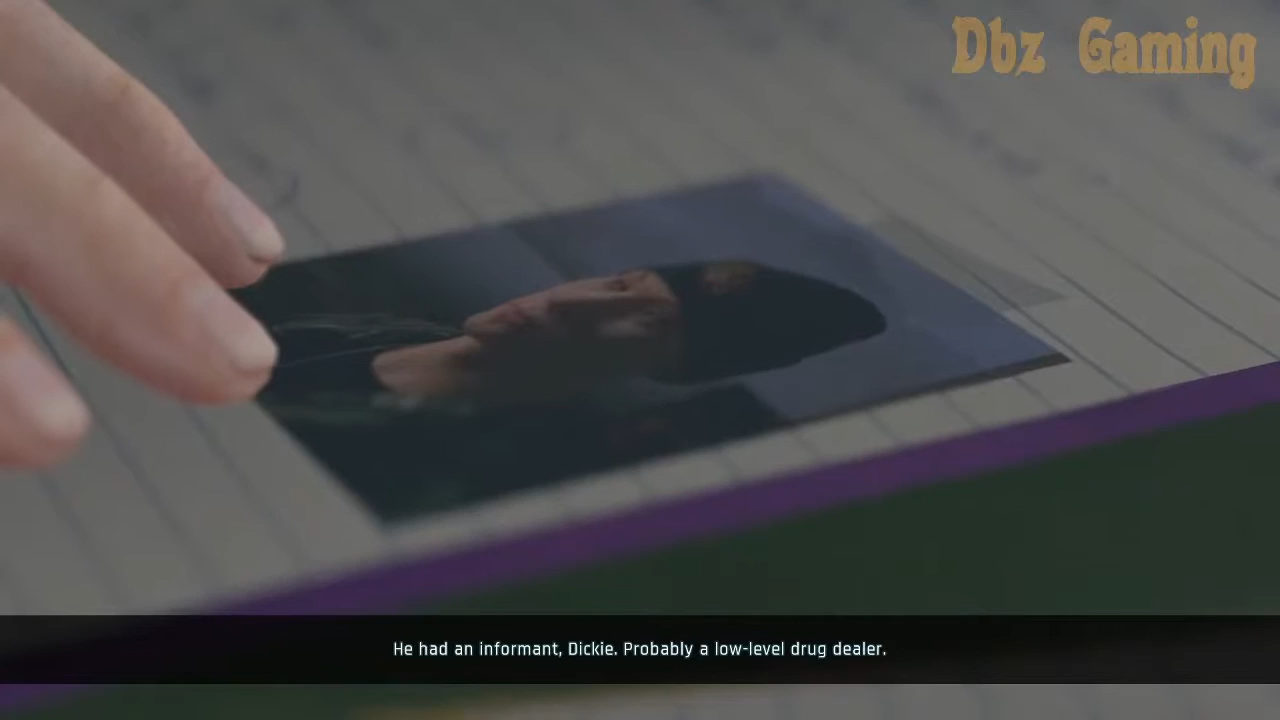 Dbz Gaming
He had an informant, Dickie. Probably a low-level drug dealer.